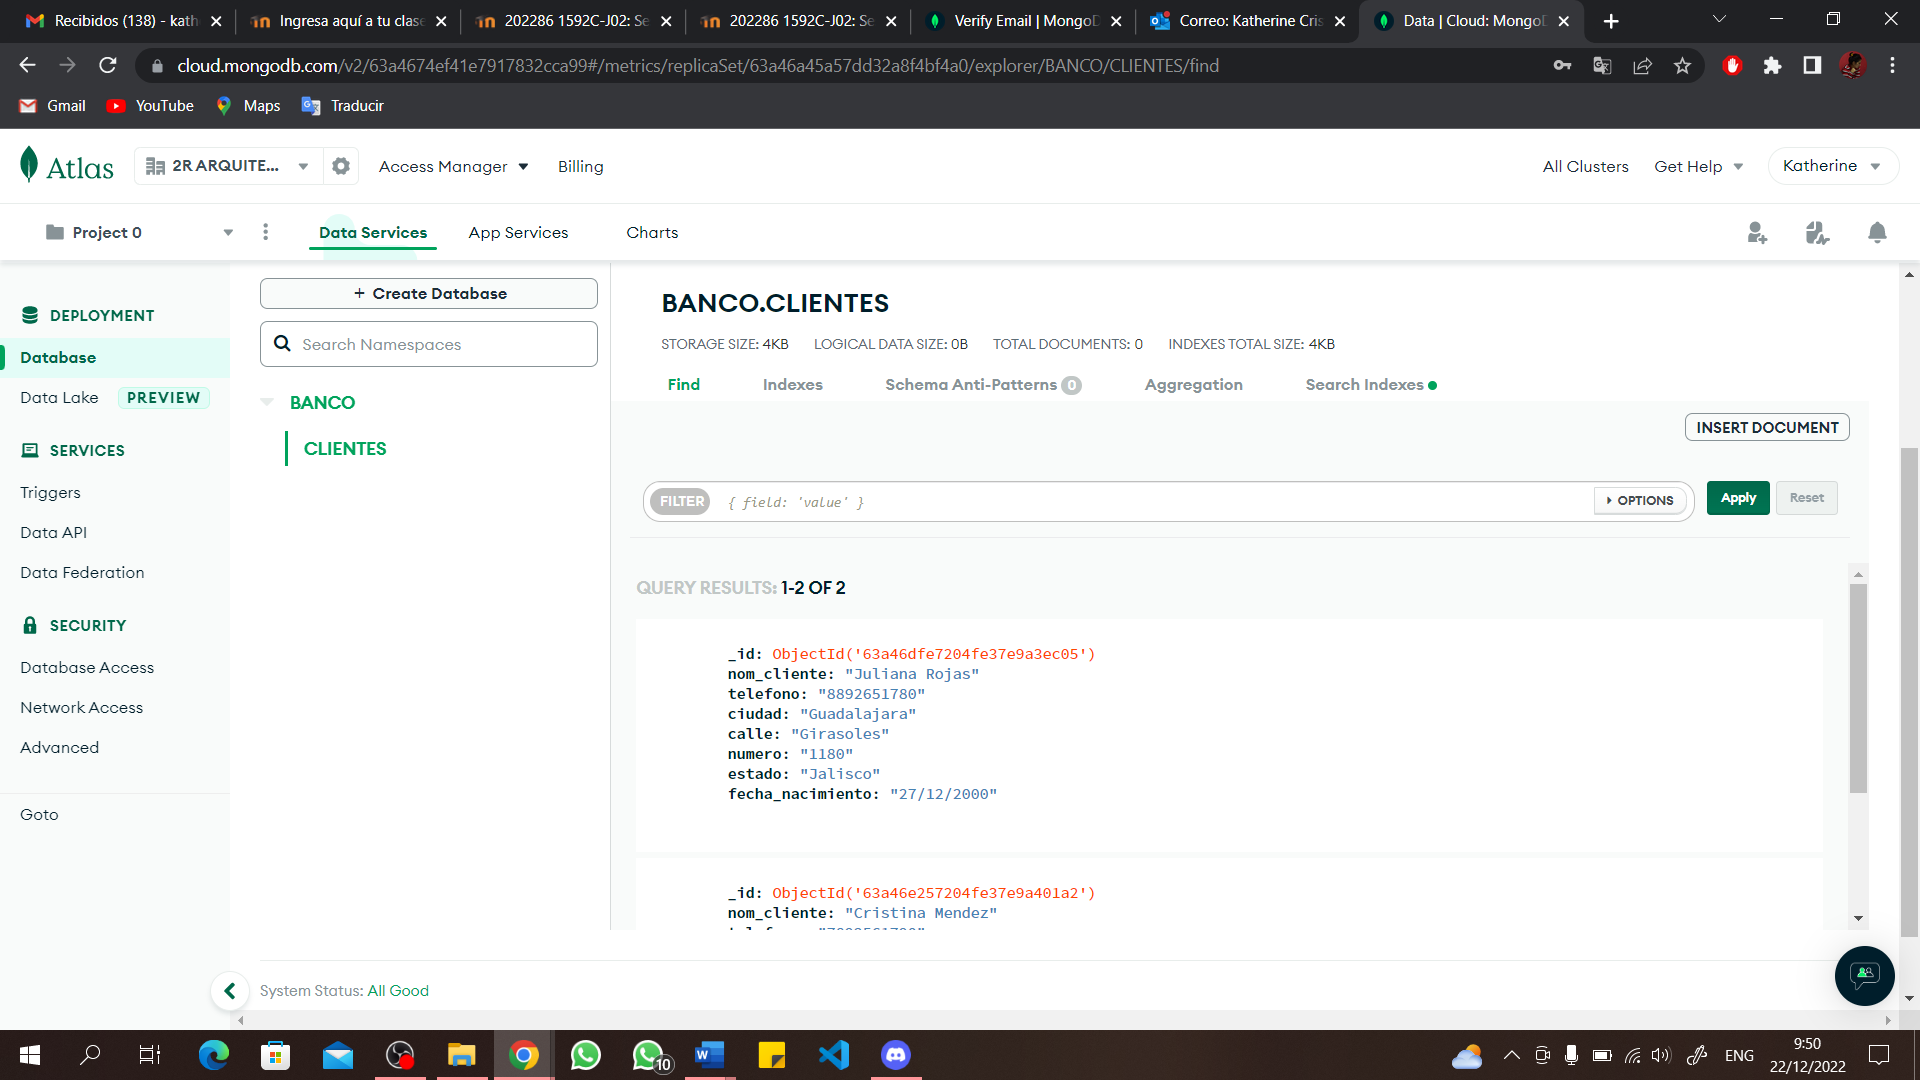 Recibidos (138) - kath
Ingresa aquí a tu clase
202286 1592C-J02: Se
202286 1592C-J02: Se
Verify Email | MongoD
Correo: Katherine Cris
Data | Cloud: MongoD
cloud.mongodb.com/v2/63a4674ef41e7917832cca99#/metrics/replicaSet/63a46a45a57dd32a8f4bf4a0/explorer/BANCO/CLIENTES/find
Gmail YouTube Maps Traducir
Atlas 2R ARQUITE... Access Manager Billing All Clusters Get Help Katherine
Project 0 Data Services App Services Charts
DEPLOYMENT
Database
Data Lake PREVIEW
SERVICES
Triggers
Data API
Data Federation
SECURITY
Database Access
Network Access
Advanced
Goto
+ Create Database
Search Namespaces
BANCO
CLIENTES
BANCO.CLIENTES
STORAGE SIZE: 4KB LOGICAL DATA SIZE: 0B TOTAL DOCUMENTS: 0 INDEXES TOTAL SIZE: 4KB
Find Indexes Schema Anti-Patterns 0 Aggregation Search Indexes
INSERT DOCUMENT
FILTER { field: 'value' } OPTIONS Apply Reset
QUERY RESULTS: 1-2 OF 2
_id: ObjectId('63a46dfe7204fe37e9a3ec05')
nom_cliente: "Juliana Rojas"
telefono: "8892651780"
ciudad: "Guadalajara"
calle: "Girasoles"
numero: "1180"
estado: "Jalisco"
fecha_nacimiento: "27/12/2000"
_id: ObjectId('63a46e257204fe37e9a401a2')
nom_cliente: "Cristina Mendez"
System Status: All Good
10
ENG
9:50
22/12/2022